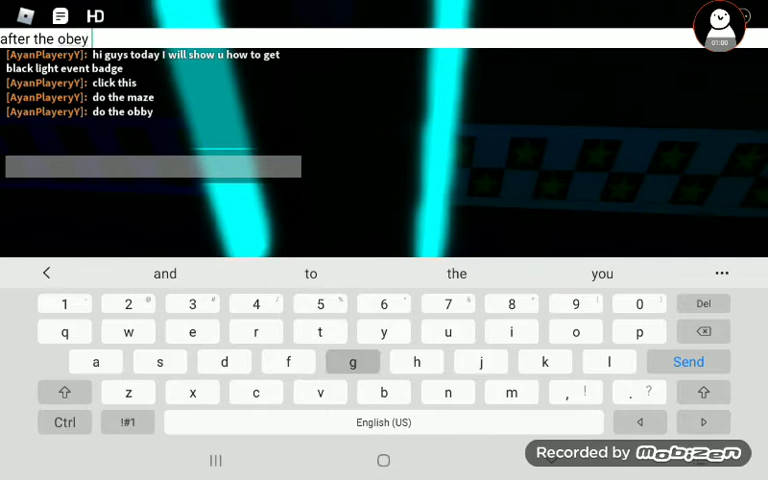 HD
after the obey
01:00
[AyanPlayeryY]: hi guys today I will show u how to get
black light event badge
[AyanPlayeryY]: click this
[AyanPlayeryY]: do the maze
[AyanPlayeryY]: do the obby
and to the you
1 2 3 4 5 6 7 8 9 0 Del
q w e r t y u i o p
a s d f g h j k l Send
z x c v b n m , ! . ?
Ctrl !#1 English (US)
Recorded by Mobizen